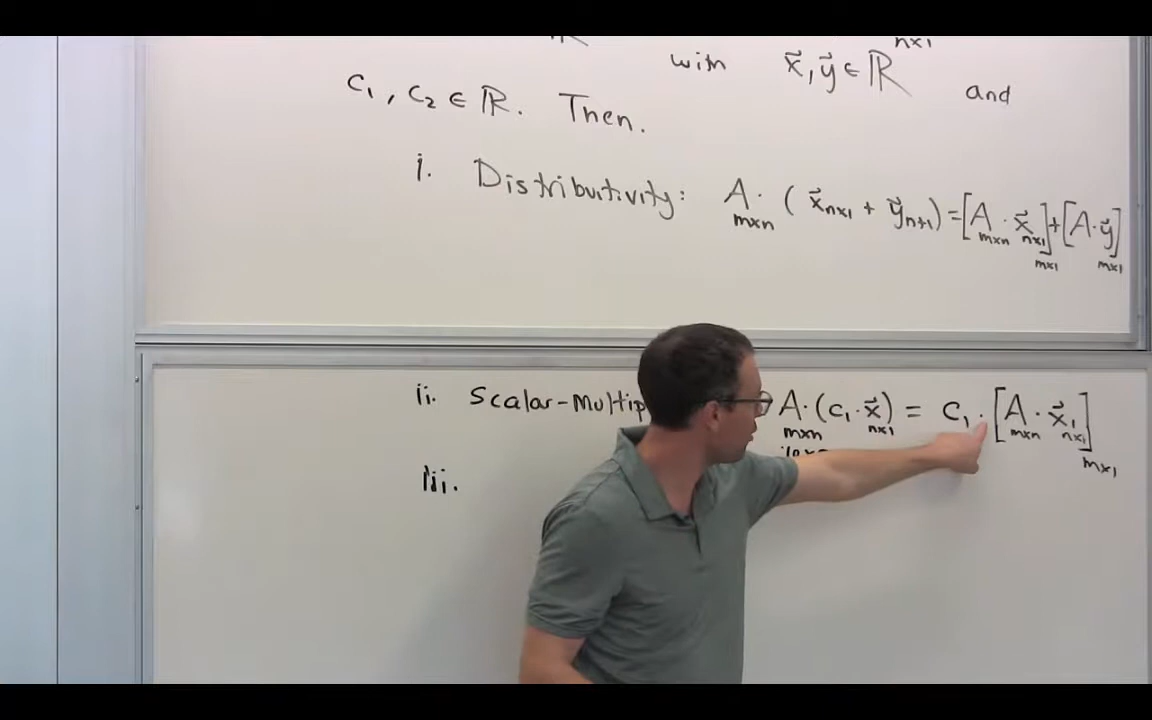 with x⃗, y⃗ ∈ ℝ^{n×1} and
c₁, c₂ ∈ ℝ. Then.
i. Distributivity: A_{m×n} · ( x⃗_{n×1} + y⃗_{n+1} ) = [ A_{m×n} · x⃗_{n×1} ]_{m×1} + [ A · y⃗ ]_{m×1}
ii. Scalar-Multip A_{m×n} · (c₁ · x⃗_{n×1}) = c₁ · [ A_{m×n} · x⃗₁_{n×1} ]_{m×1}
iii.